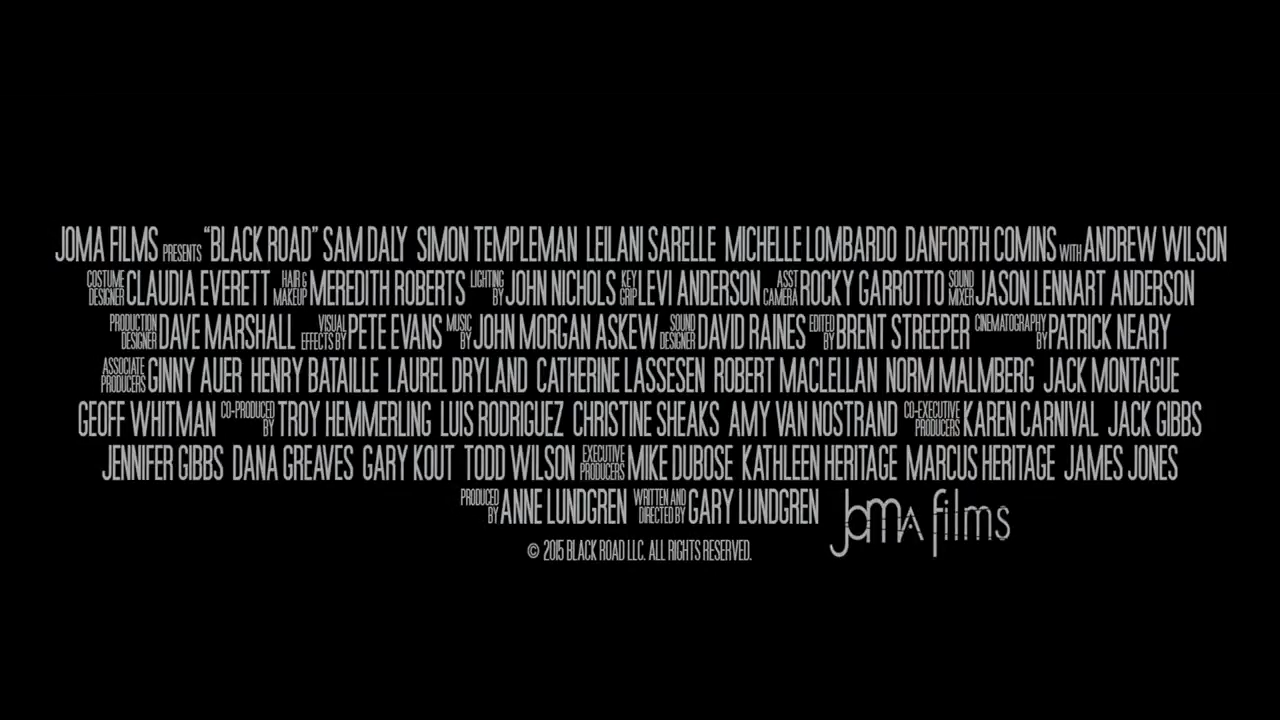 JOMA FILMS PRESENTS “BLACK ROAD” SAM DALY SIMON TEMPLEMAN LEILANI SARELLE MICHELLE LOMBARDO DANFORTH COMINS WITH ANDREW WILSON
COSTUME DESIGNER CLAUDIA EVERETT HAIR & MAKEUP MEREDITH ROBERTS LIGHTING BY JOHN NICHOLS KEY GRIP LEVI ANDERSON ASST CAMERA ROCKY GARROTTO SOUND MIXER JASON LENNART ANDERSON
PRODUCTION DESIGNER DAVE MARSHALL VISUAL EFFECTS BY PETE EVANS MUSIC BY JOHN MORGAN ASKEW SOUND DESIGNER DAVID RAINES EDITED BY BRENT STREEPER CINEMATOGRAPHY BY PATRICK NEARY
ASSOCIATE PRODUCERS GINNY AUER HENRY BATAILLE LAUREL DRYLAND CATHERINE LASSESEN ROBERT MACLELLAN NORM MALMBERG JACK MONTAGUE
GEOFF WHITMAN CO-PRODUCED BY TROY HEMMERLING LUIS RODRIGUEZ CHRISTINE SHEAKS AMY VAN NOSTRAND CO-EXECUTIVE PRODUCERS KAREN CARNIVAL JACK GIBBS
JENNIFER GIBBS DANA GREAVES GARY KOUT TODD WILSON EXECUTIVE PRODUCERS MIKE DUBOSE KATHLEEN HERITAGE MARCUS HERITAGE JAMES JONES
PRODUCED BY ANNE LUNDGREN WRITTEN AND DIRECTED BY GARY LUNDGREN joMA films
© 2015 BLACK ROAD LLC. ALL RIGHTS RESERVED.